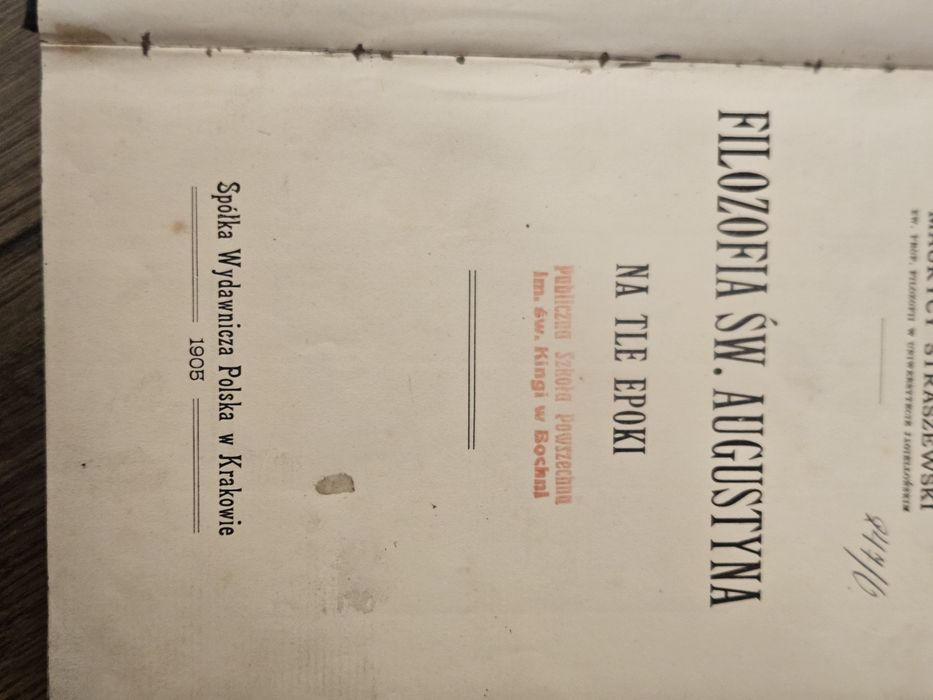 MAURYCY STRASZEWSKI
ZW. PROF. FILOZOFII W UNIWERSYTECIE JAGIELLOŃSKIM
FILOZOFIA ŚW. AUGUSTYNA
NA TLE EPOKI
Publiczna Szkoła Powszechna
Im. św. Kingi w Bochni
Spółka Wydawnicza Polska w Krakowie
1905